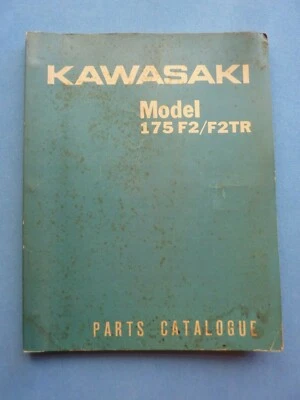 KAWASAKI
Model
175 F2/F2TR
PARTS CATALOGUE